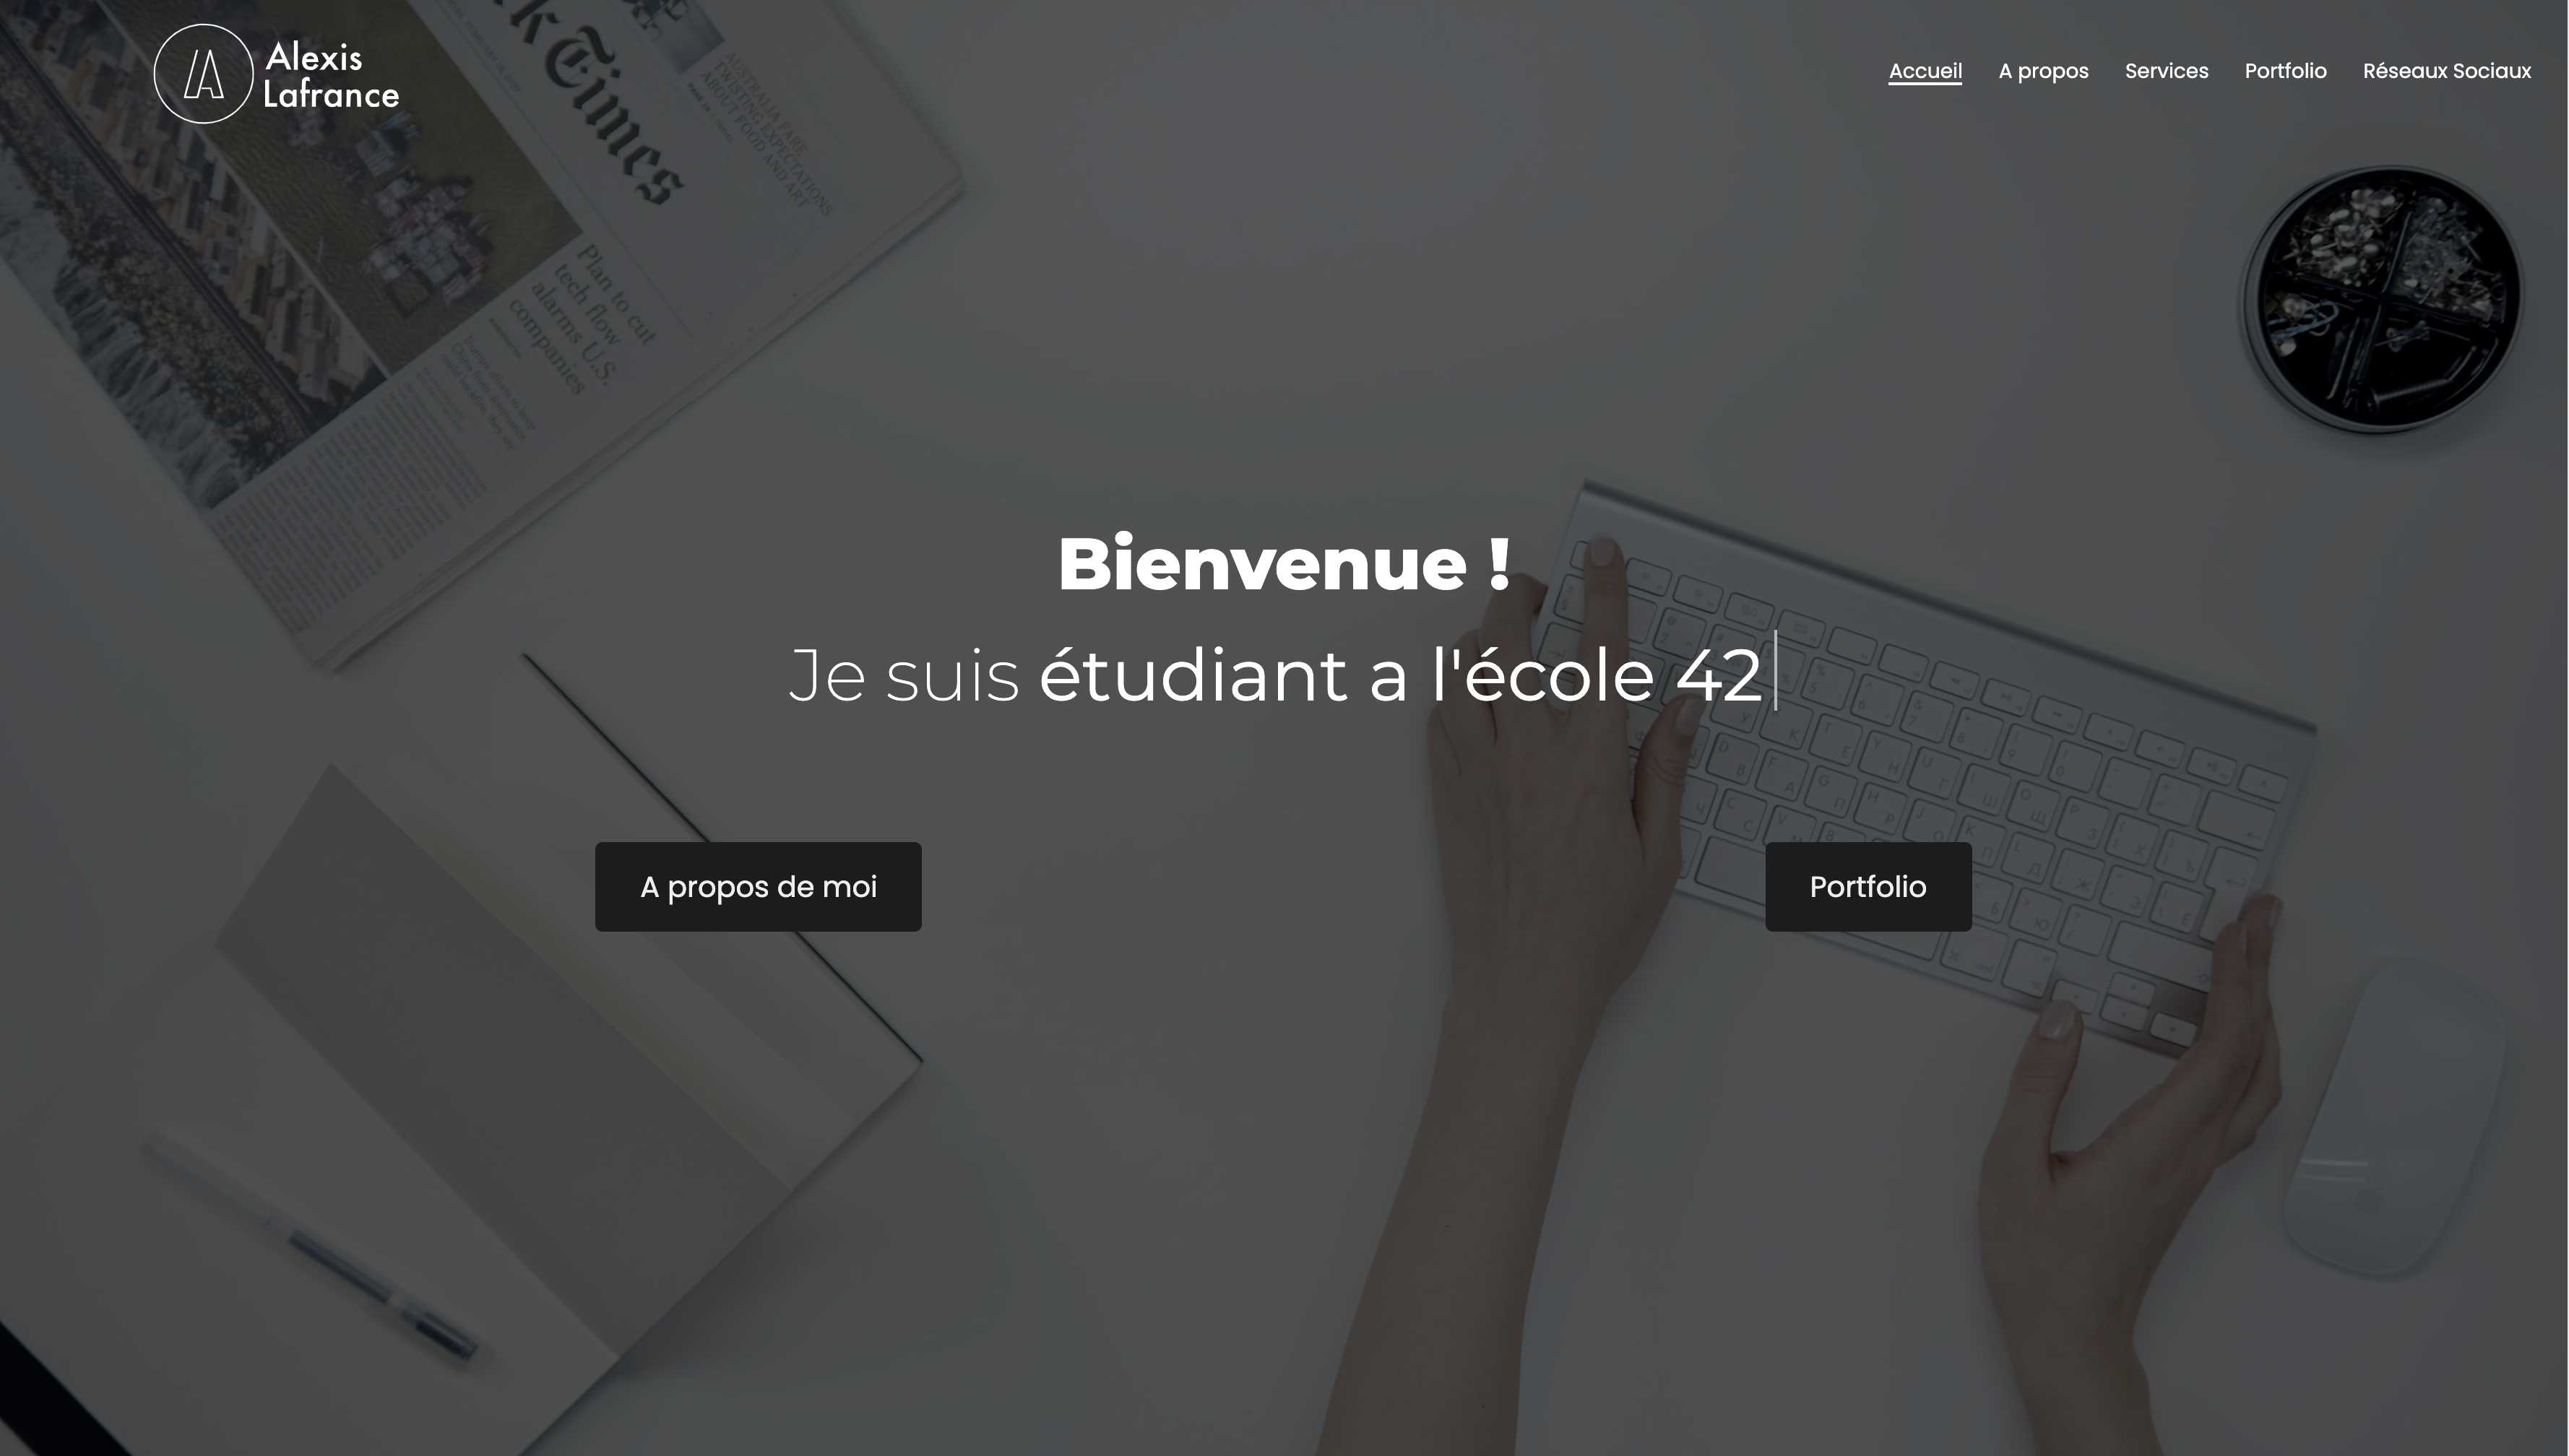 Alexis
Lafrance
Accueil A propos Services Portfolio Réseaux Sociaux
rk Times
AUSTRALIA FARE
TWISTING EXPECTATIONS
ABOUT FOOD AND ART
Plan to cut
tech flow
alarms U.S.
companies
Bienvenue !
Je suis étudiant a l'école 42
A propos de moi
Portfolio